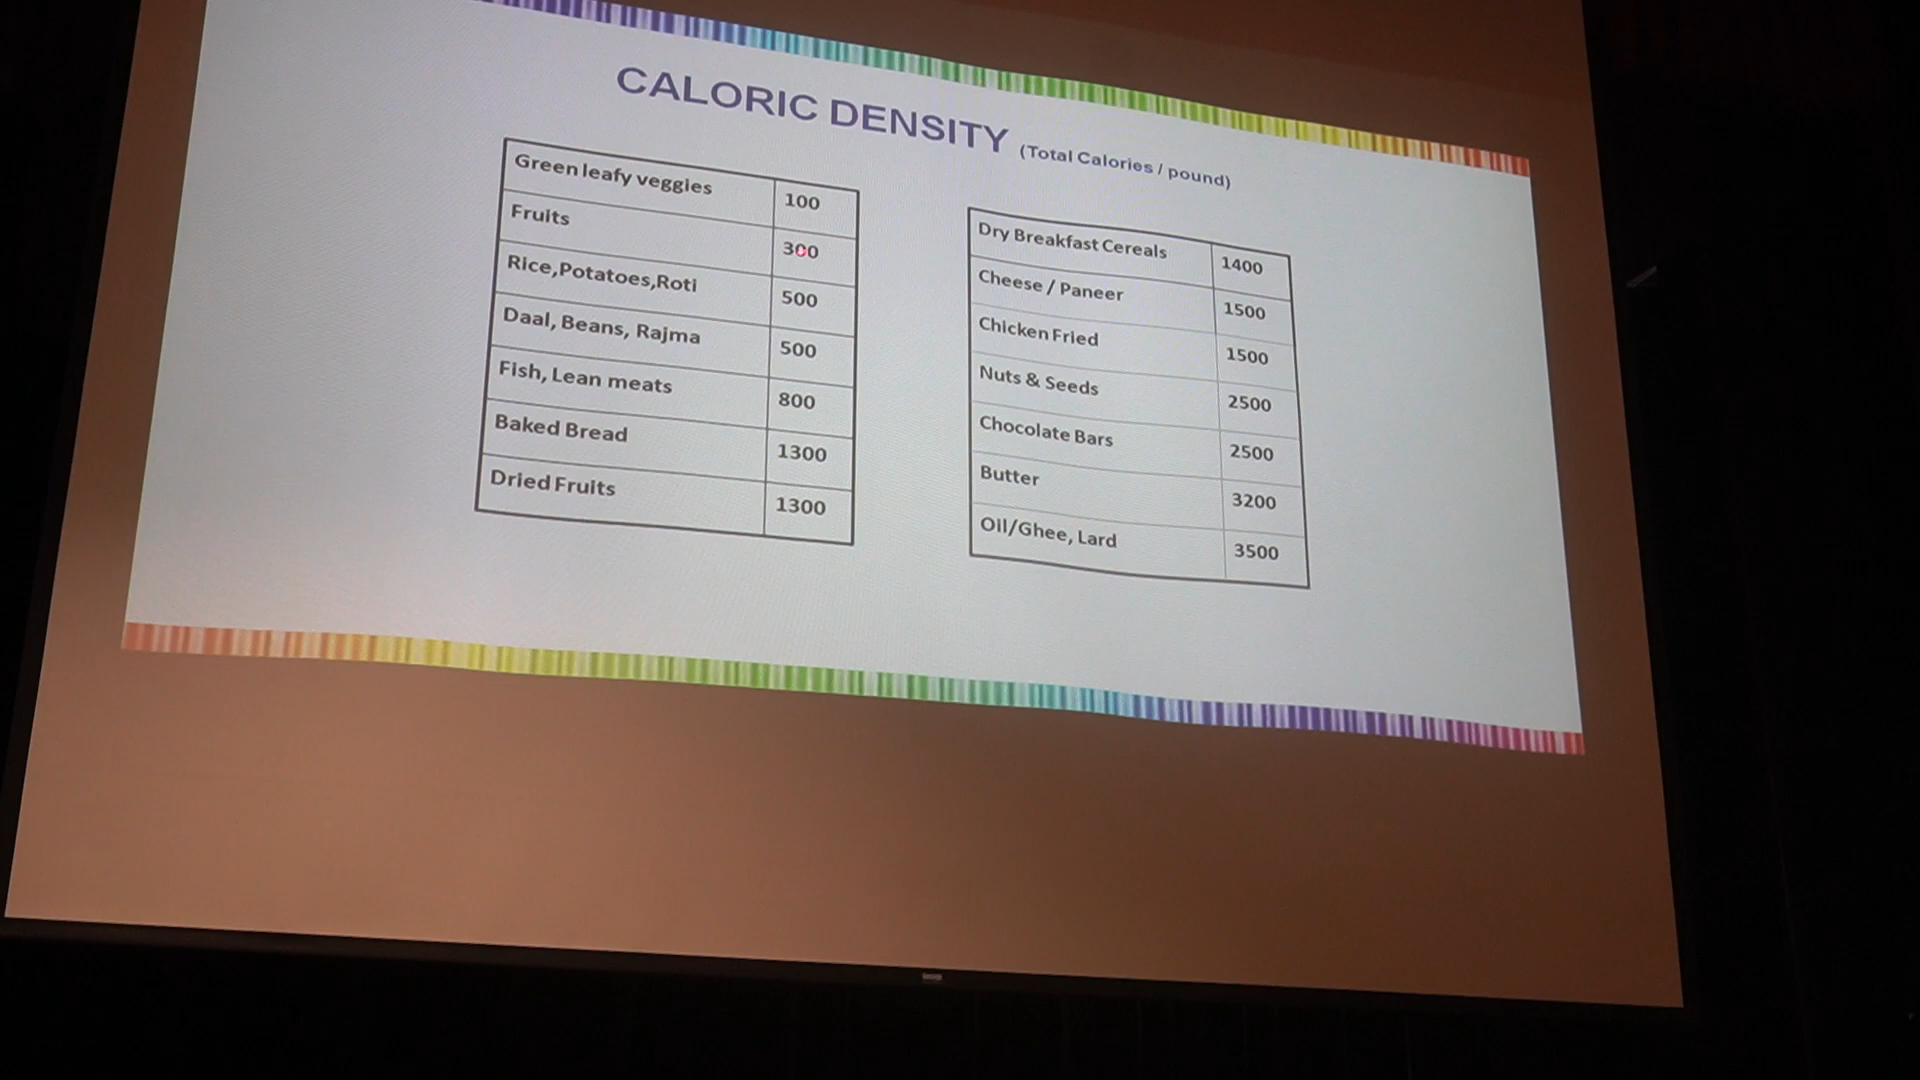 CALORIC DENSITY (Total Calories / pound)
Green leafy veggies 100
Fruits 300
Rice,Potatoes,Roti 500
Daal, Beans, Rajma 500
Fish, Lean meats 800
Baked Bread 1300
Dried Fruits 1300
Dry Breakfast Cereals 1400
Cheese / Paneer 1500
Chicken Fried 1500
Nuts & Seeds 2500
Chocolate Bars 2500
Butter 3200
Oil/Ghee, Lard 3500